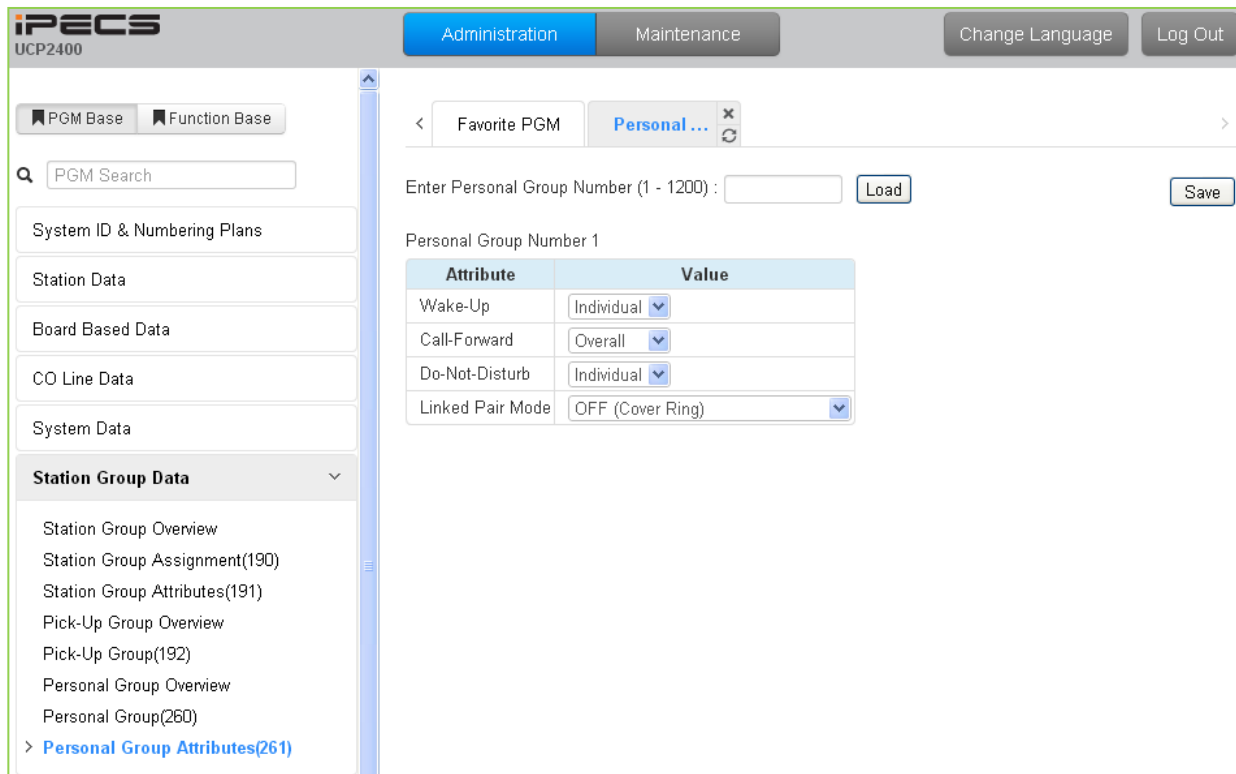 iPECS
UCP2400
Administration
Maintenance
Change Language
Log Out
PGM Base
Function Base
PGM Search
System ID & Numbering Plans
Station Data
Board Based Data
CO Line Data
System Data
Station Group Data
Station Group Overview
Station Group Assignment(190)
Station Group Attributes(191)
Pick-Up Group Overview
Pick-Up Group(192)
Personal Group Overview
Personal Group(260)
> Personal Group Attributes(261)
< Favorite PGM Personal ... >
Enter Personal Group Number (1 - 1200) : Load Save
Personal Group Number 1
Attribute Value
Wake-Up Individual
Call-Forward Overall
Do-Not-Disturb Individual
Linked Pair Mode OFF (Cover Ring)